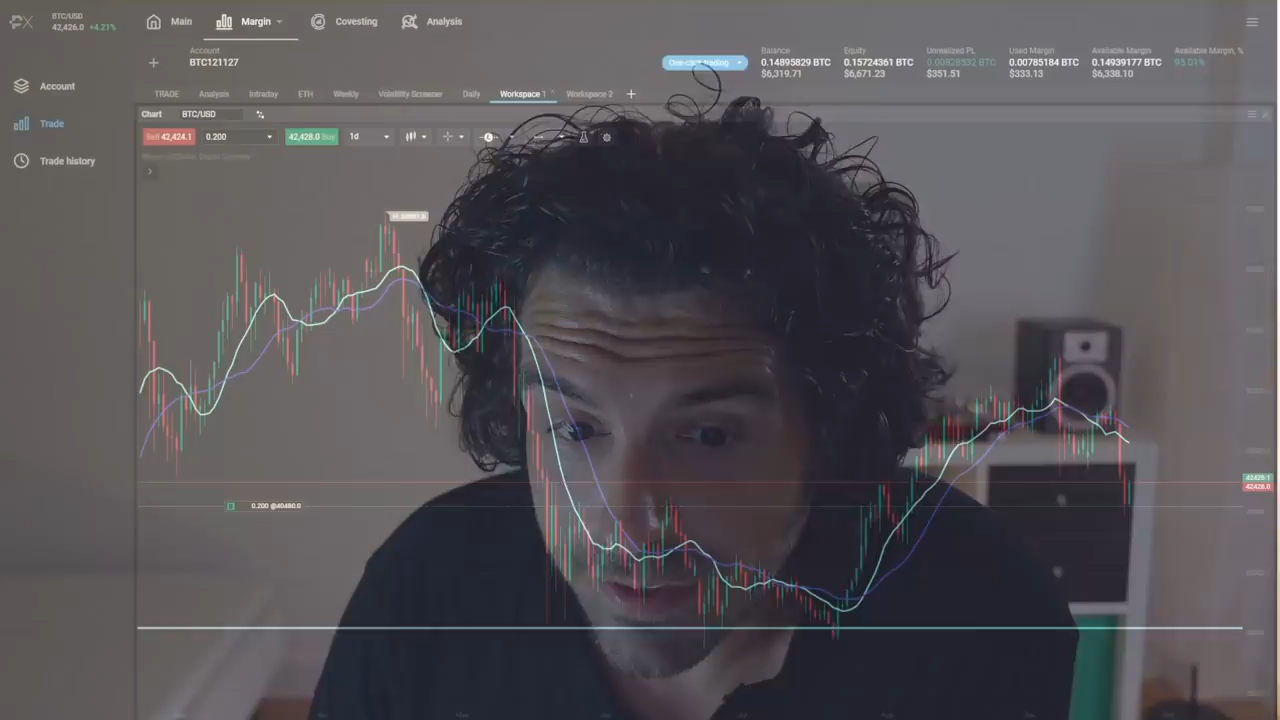 PX
BTC/USD
42,426.0 +4.21%
Main
Margin
Covesting
Analysis
Account
BTC121127
One-click trading
Balance
0.14895829 BTC
$6,319.71
Equity
0.15724361 BTC
$6,671.23
Unrealized PL
0.00828532 BTC
$351.51
Used Margin
0.00785184 BTC
$333.13
Available Margin
0.14939177 BTC
$6,338.10
Available Margin, %
95.01%
Account
Trade
Trade history
TRADE
Analysis
Intraday
ETH
Weekly
Volatility Screener
Daily
Workspace 1
Workspace 2
Chart
BTC/USD
Sell 42,424.1
0.200
42,428.0 Buy
1d
0.200 @40480.0
42428.0